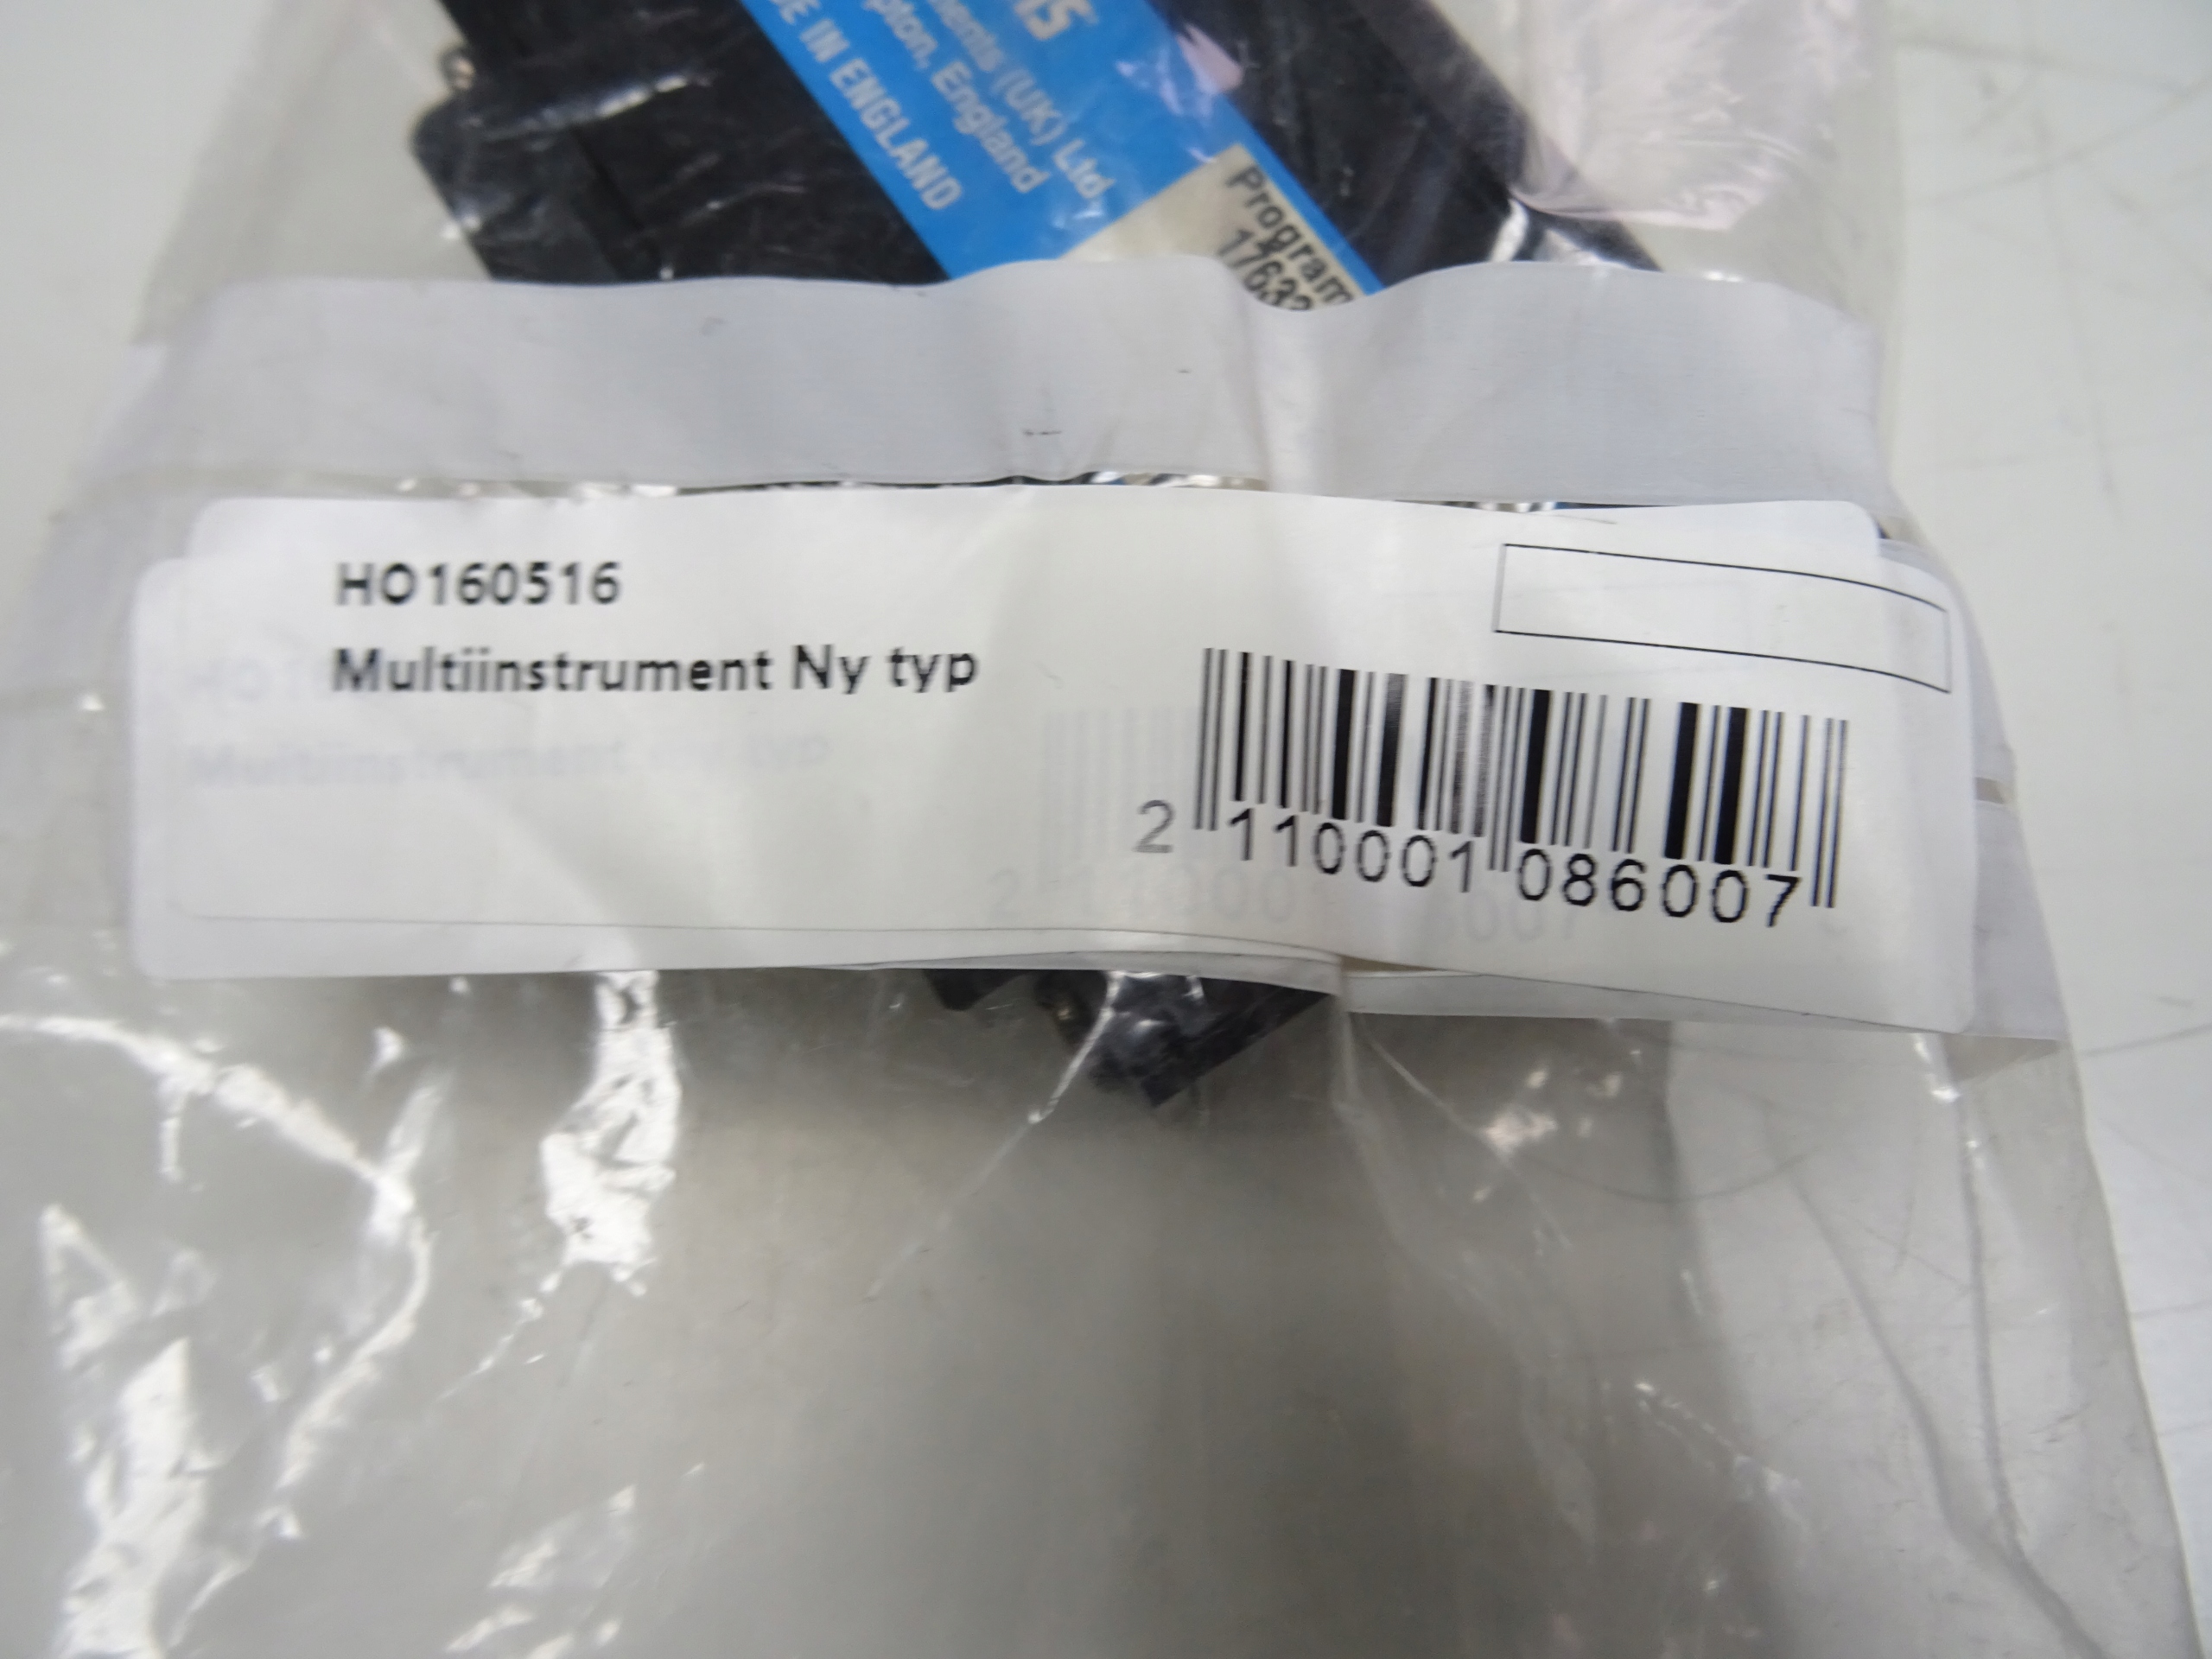 (UK) Ltd,
England
IN ENGLAND
Program
HO160516
Multiinstrument Ny typ
2 110001 086007